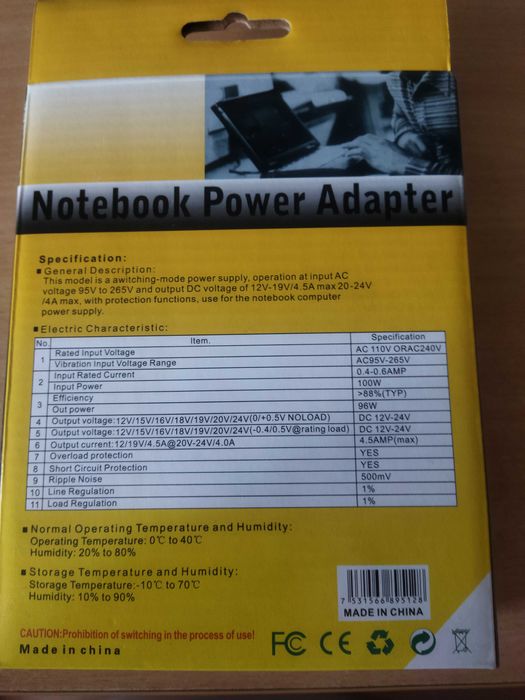 Notebook Power Adapter
Specification:
■ General Description:
This model is a awitching-mode power supply, operation at input AC
voltage 95V to 265V and output DC voltage of 12V-19V/4.5A max 20-24V
/4A max, with protection functions, use for the notebook computer
power supply.
■ Electric Characteristic:
No. Item. Specification
1 Rated Input Voltage AC 110V ORAC240V
Vibration Input Voltage Range AC95V-265V
2 Input Rated Current 0.4-0.6AMP
Input Power 100W
3 Efficiency >88%(TYP)
Out power 96W
4 Output voltage:12V/15V/16V/18V/19V/20V/24V(0/+0.5V NOLOAD) DC 12V-24V
5 Output voltage:12V/15V/16V/18V/19V/20V/24V(-0.4/0.5V@rating load) DC 12V-24V
6 Output current:12/19V/4.5A@20V-24V/4.0A 4.5AMP(max)
7 Overload protection YES
8 Short Circuit Protection YES
9 Ripple Noise 500mV
10 Line Regulation 1%
11 Load Regulation 1%
■ Normal Operating Temperature and Humidity:
Operating Temperature: 0℃ to 40℃
Humidity: 20% to 80%
■ Storage Temperature and Humidity:
Storage Temperature:-10℃ to 70℃
Humidity: 10% to 90%
7 531566 895128
MADE IN CHINA
CAUTION:Prohibition of switching in the process of use!
Made in china
FC CE